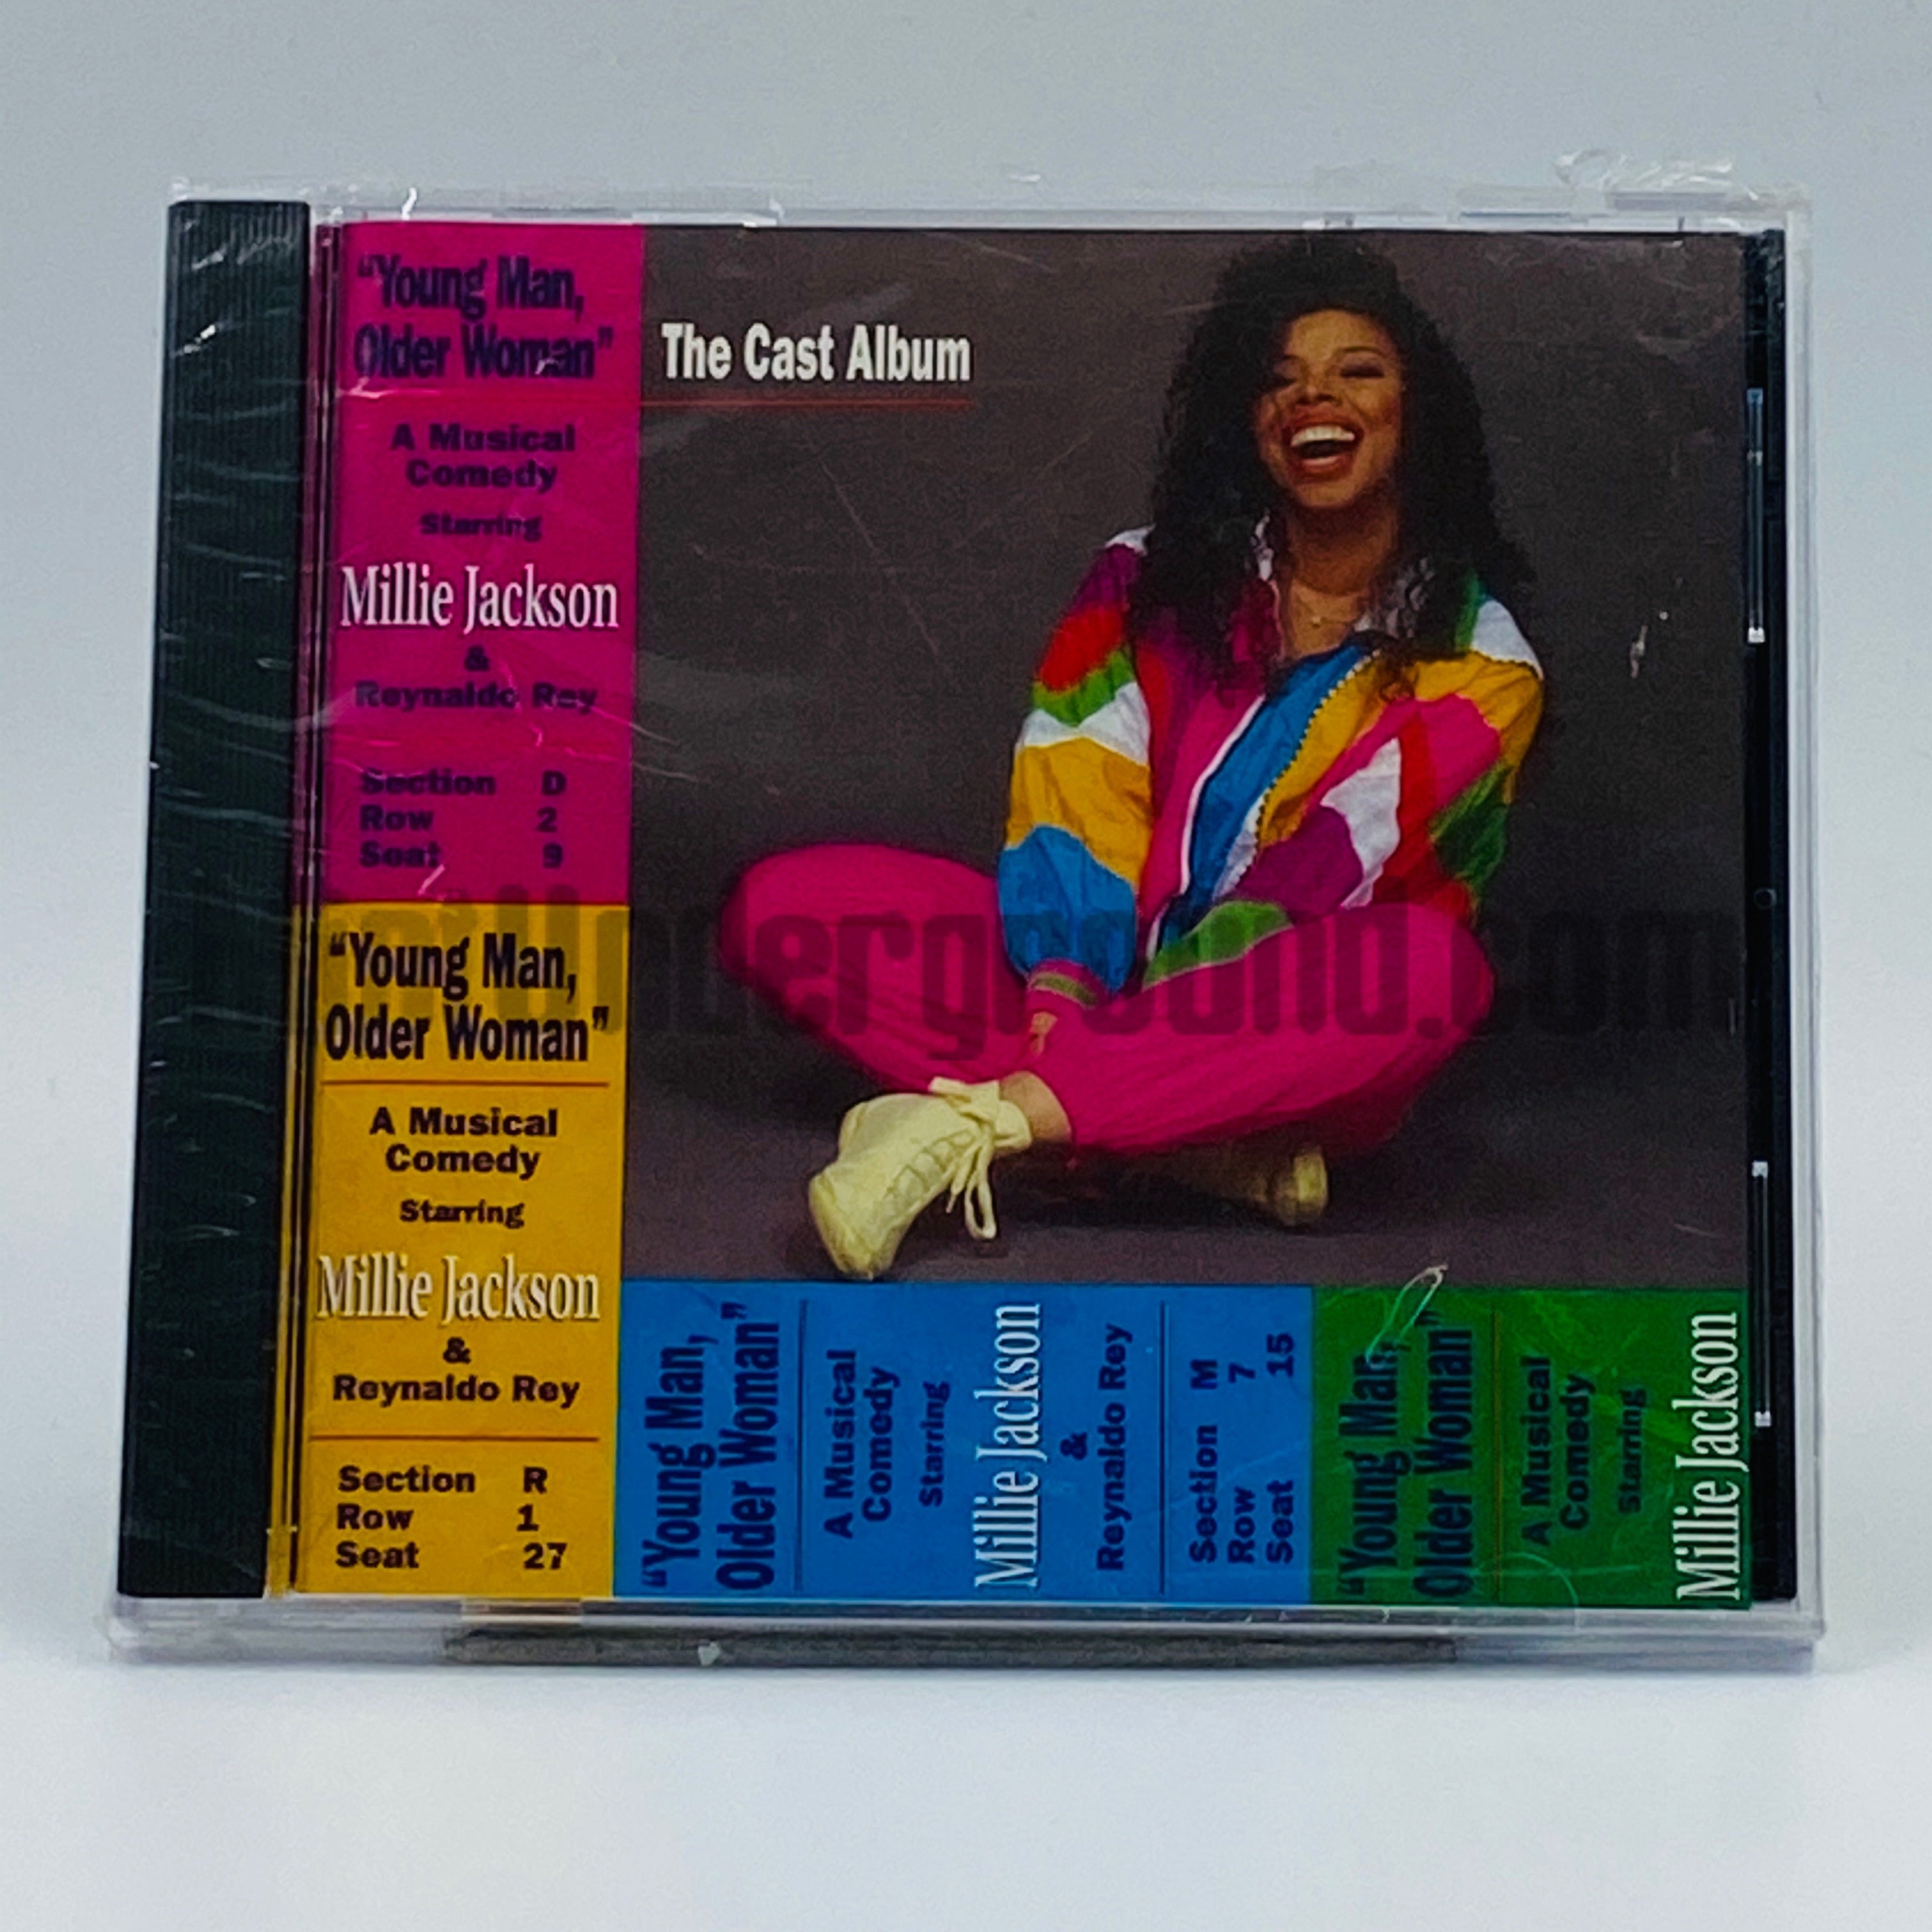 “Young Man,
Older Woman”
A Musical
Comedy
Starring
Millie Jackson
&
Reynaldo Rey
Section D
Row 2
Seat 9
The Cast Album
“Young Man,
Older Woman”
A Musical
Comedy
Starring
Millie Jackson
&
Reynaldo Rey
Section R
Row 1
Seat 27
“Young Man,
Older Woman”
A Musical
Comedy
Starring
Millie Jackson
&
Reynaldo Rey
Section M
Row 7
Seat 15
“Young Man,
Older Woman”
A Musical
Comedy
Starring
Millie Jackson